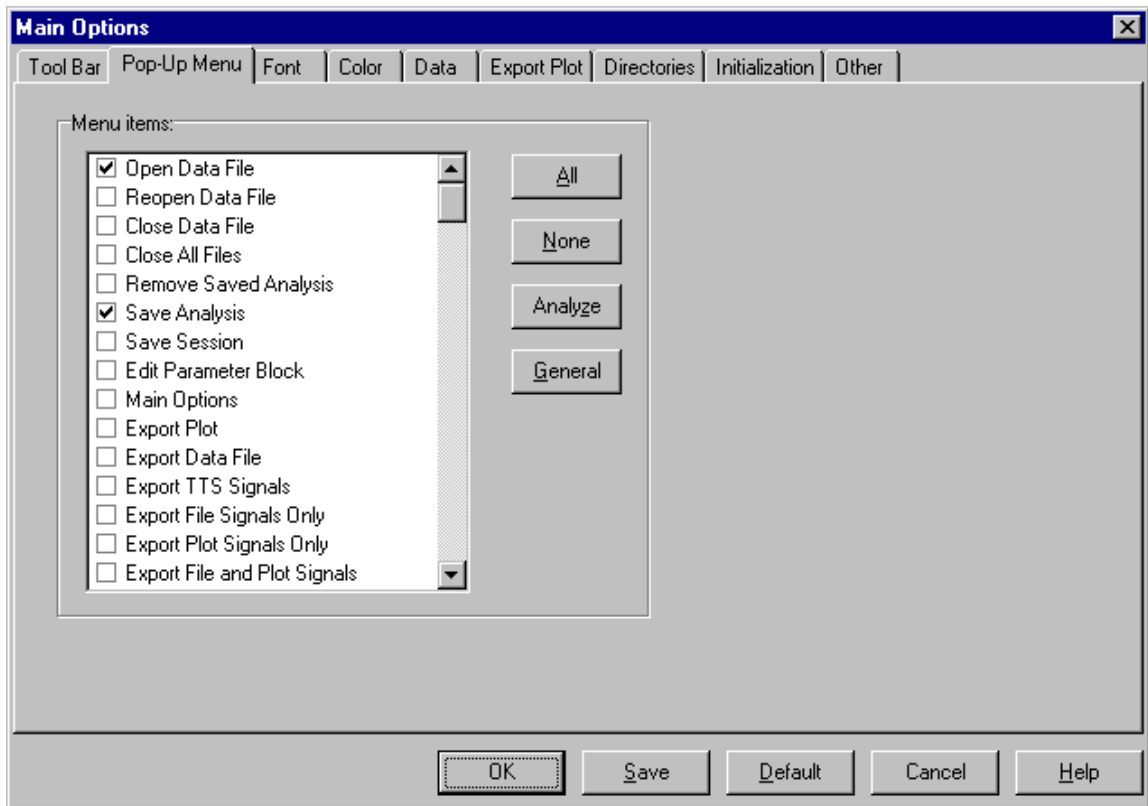 Main Options
Tool Bar Pop-Up Menu Font Color Data Export Plot Directories Initialization Other
Menu items:
Open Data File
Reopen Data File
Close Data File
Close All Files
Remove Saved Analysis
Save Analysis
Save Session
Edit Parameter Block
Main Options
Export Plot
Export Data File
Export TTS Signals
Export File Signals Only
Export Plot Signals Only
Export File and Plot Signals
All
None
Analyze
General
OK Save Default Cancel Help